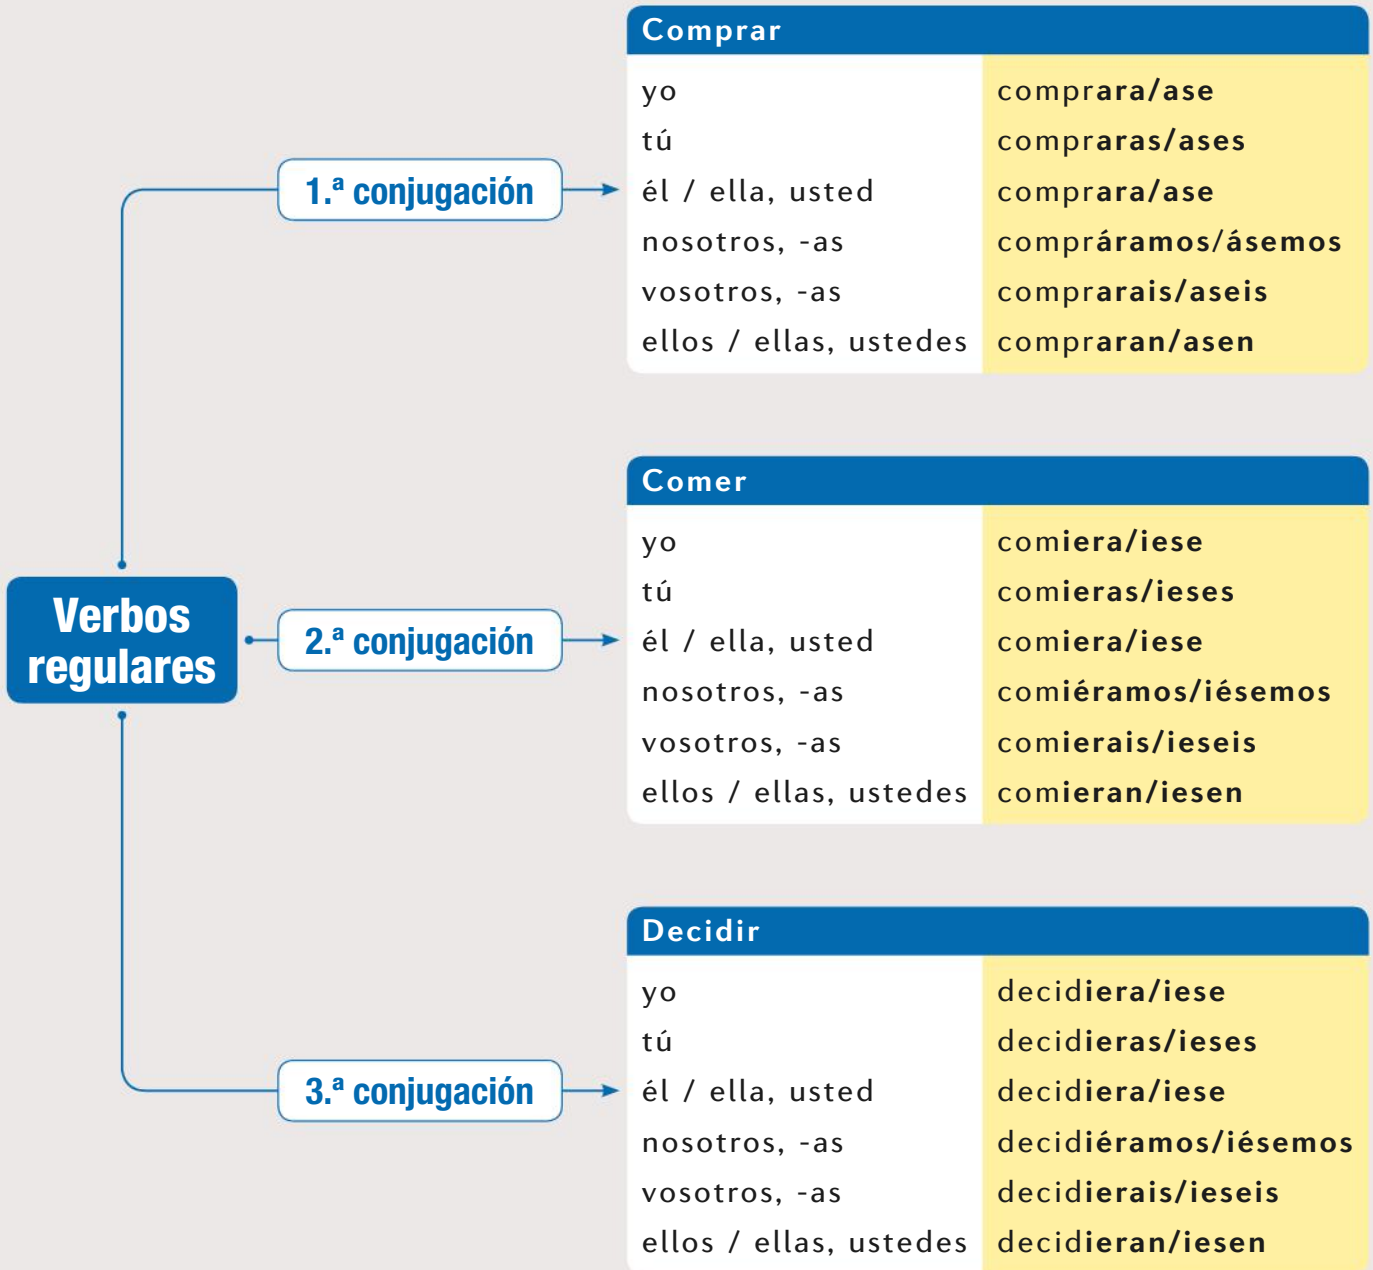 Verbos
regulares
1.ª conjugación
Comprar
yo comprara/ase
tú compraras/ases
él / ella, usted comprara/ase
nosotros, -as compráramos/ásemos
vosotros, -as comprarais/aseis
ellos / ellas, ustedes compraran/asen
2.ª conjugación
Comer
yo comiera/iese
tú comieras/ieses
él / ella, usted comiera/iese
nosotros, -as comiéramos/iésemos
vosotros, -as comierais/ieseis
ellos / ellas, ustedes comieran/iesen
3.ª conjugación
Decidir
yo decidiera/iese
tú decidieras/ieses
él / ella, usted decidiera/iese
nosotros, -as decidiéramos/iésemos
vosotros, -as decidierais/ieseis
ellos / ellas, ustedes decidieran/iesen